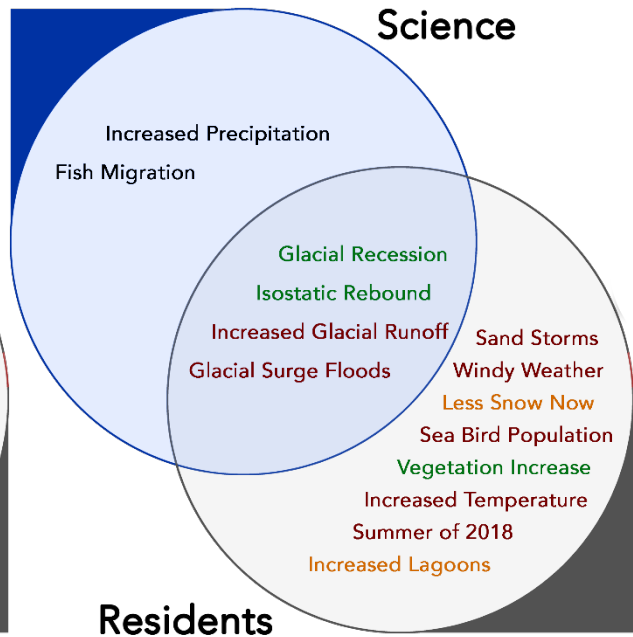 Science
Increased Precipitation
Fish Migration
Glacial Recession
Isostatic Rebound
Increased Glacial Runoff
Glacial Surge Floods
Sand Storms
Windy Weather
Less Snow Now
Sea Bird Population
Vegetation Increase
Increased Temperature
Summer of 2018
Increased Lagoons
Residents